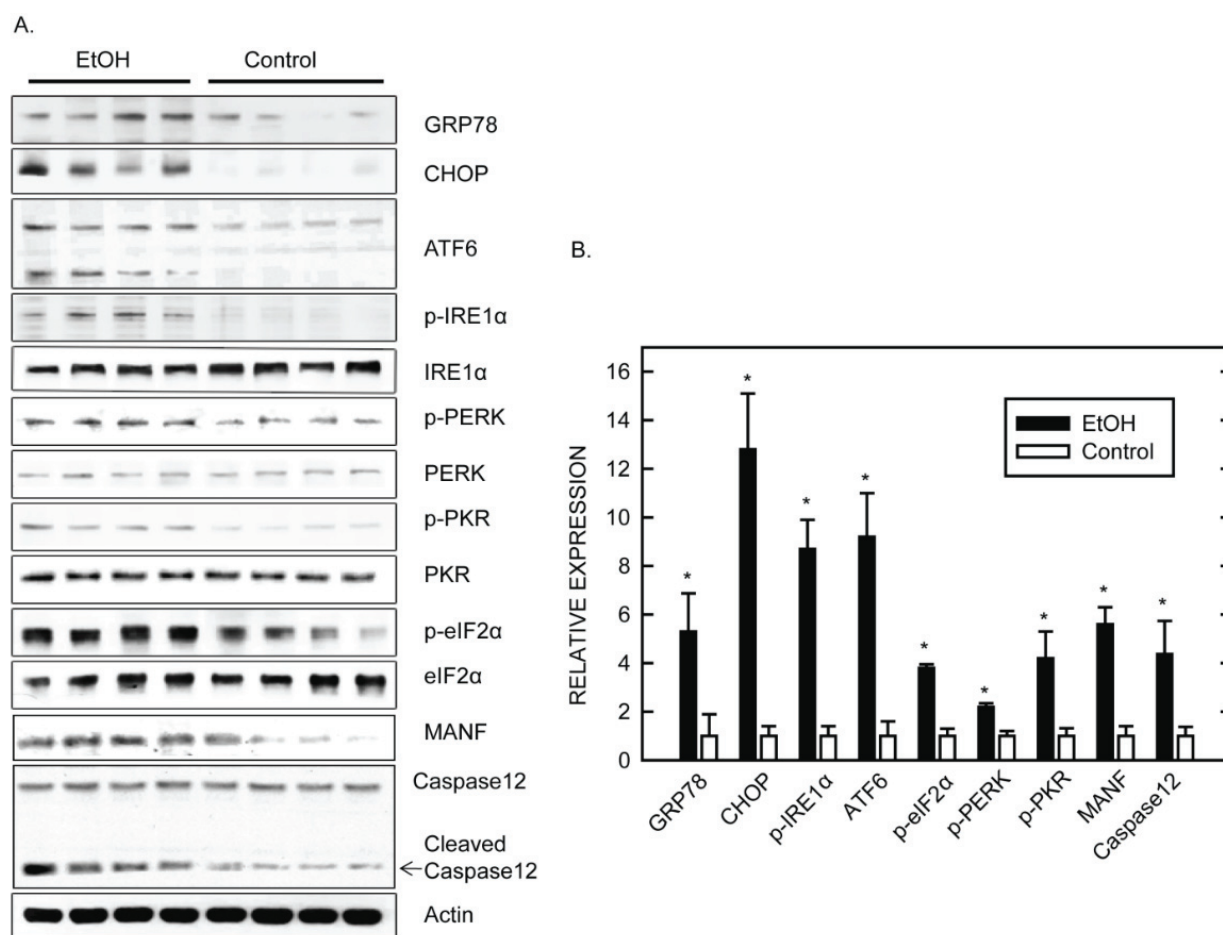 A.
EtOH Control
GRP78
CHOP
ATF6
p-IRE1α
IRE1α
p-PERK
PERK
p-PKR
PKR
p-eIF2α
eIF2α
MANF
Caspase12
Cleaved
←Caspase12
Actin
B.
RELATIVE EXPRESSION
16
14
12
10
8
6
4
2
0
* * * * * * * * *
EtOH
Control
GRP78 CHOP p-IRE1α ATF6 p-eIF2α p-PERK p-PKR MANF Caspase12